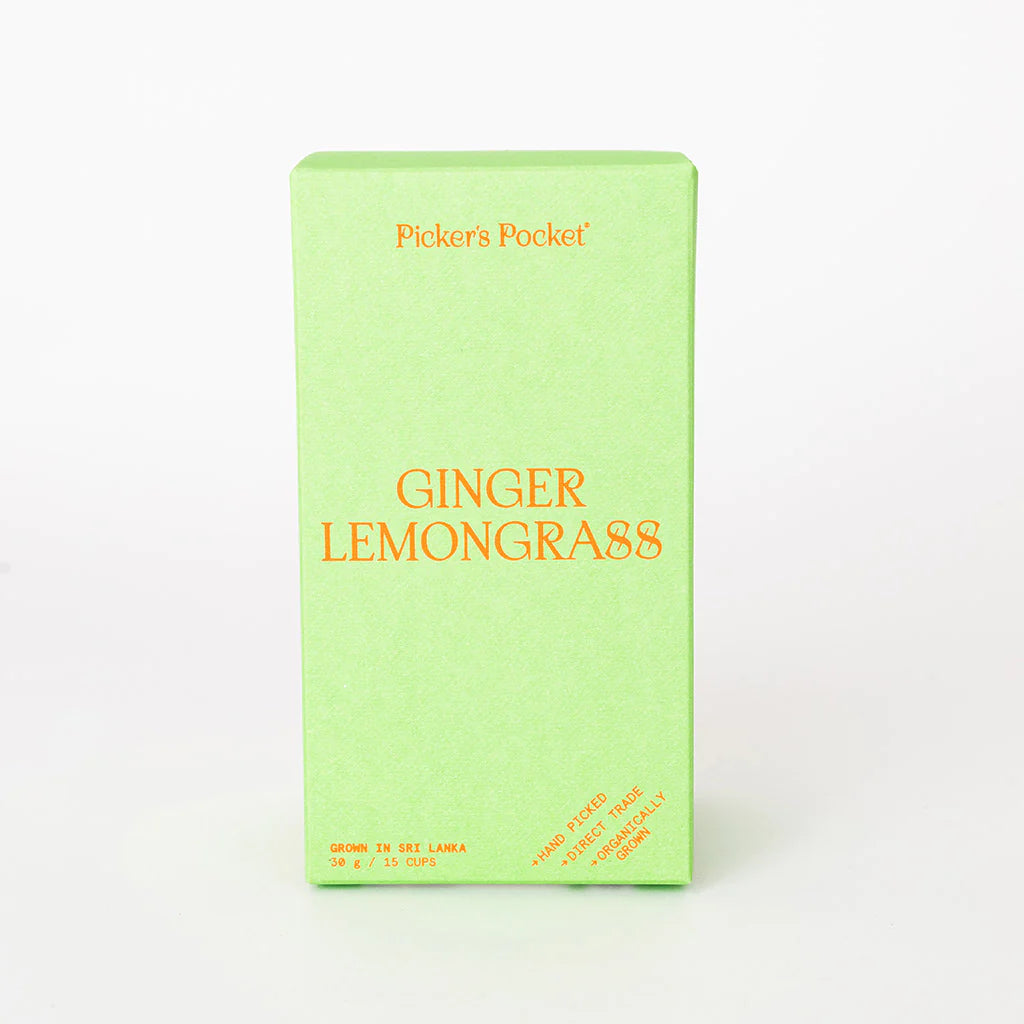 Picker's Pocket®
GINGER
LEMONGRASS
GROWN IN SRI LANKA
30 g / 15 CUPS
→HAND PICKED
→DIRECT TRADE
→ORGANICALLY
GROWN